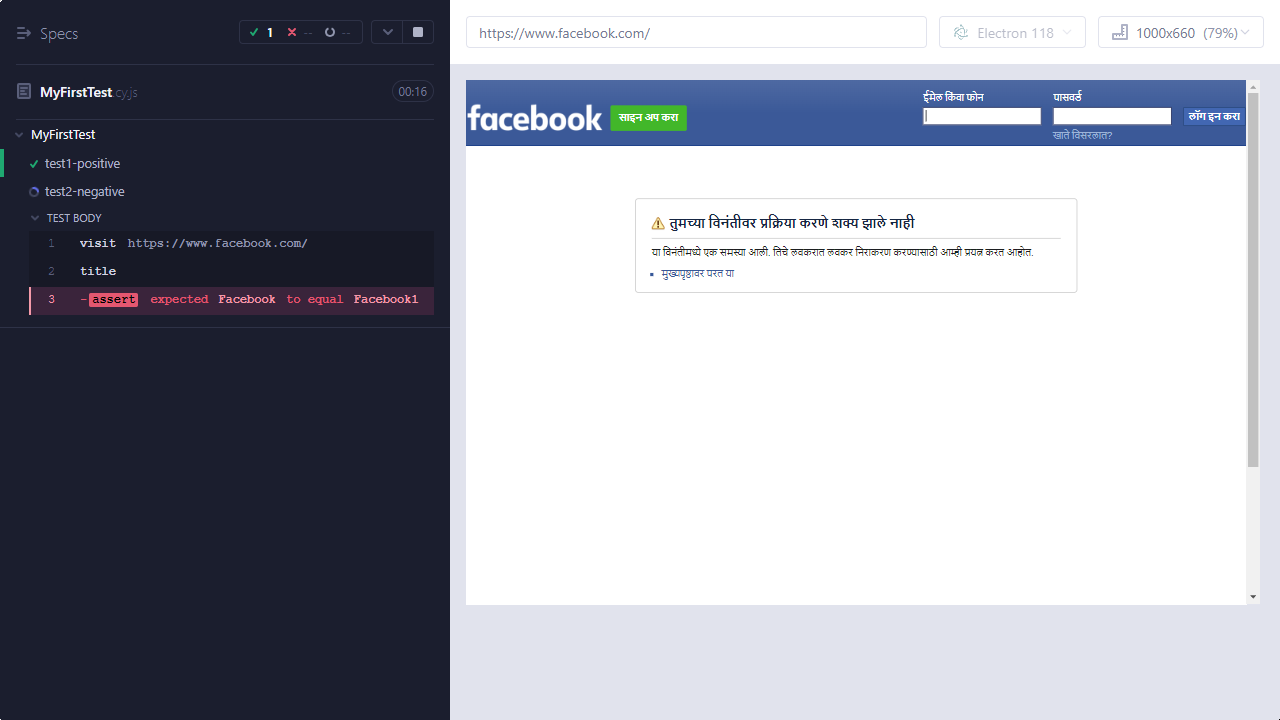 Specs
1 -- --
MyFirstTest.cy.js 00:16
MyFirstTest
test1-positive
test2-negative
TEST BODY
1 visit https://www.facebook.com/
2 title
3 -assert expected Facebook to equal Facebook1
https://www.facebook.com/
Electron 118
1000x660 (79%)
facebook
साइन अप करा
ईमेल किंवा फोन
पासवर्ड
लॉग इन करा
खाते विसरलात?
तुमच्या विनंतीवर प्रक्रिया करणे शक्य झाले नाही
या विनंतीमध्ये एक समस्या आली. तिचे लवकरात लवकर निराकरण करण्यासाठी आम्ही प्रयत्न करत आहोत.
मुख्यपृष्ठावर परत या